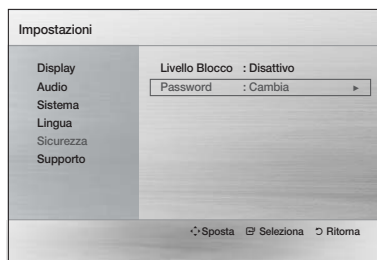 Impostazioni
Display
Audio
Sistema
Lingua
Sicurezza
Supporto
Livello Blocco : Disattivo
Password : Cambia
Sposta Seleziona Ritorna